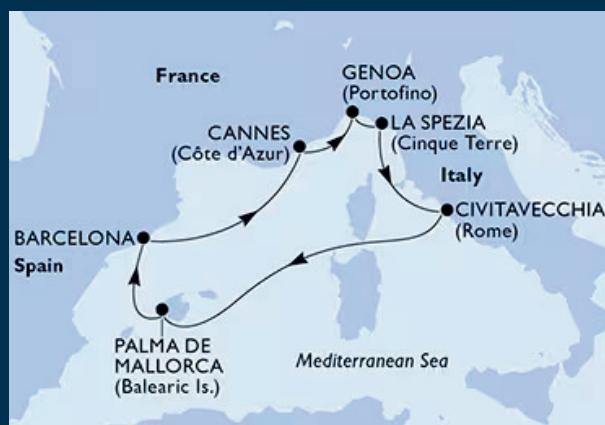 France
GENOA
(Portofino)
CANNES
(Côte d'Azur)
LA SPEZIA
(Cinque Terre)
Italy
CIVITAVECCHIA
(Rome)
BARCELONA
Spain
PALMA DE
MALLORCA
(Balearic Is.)
Mediterranean Sea